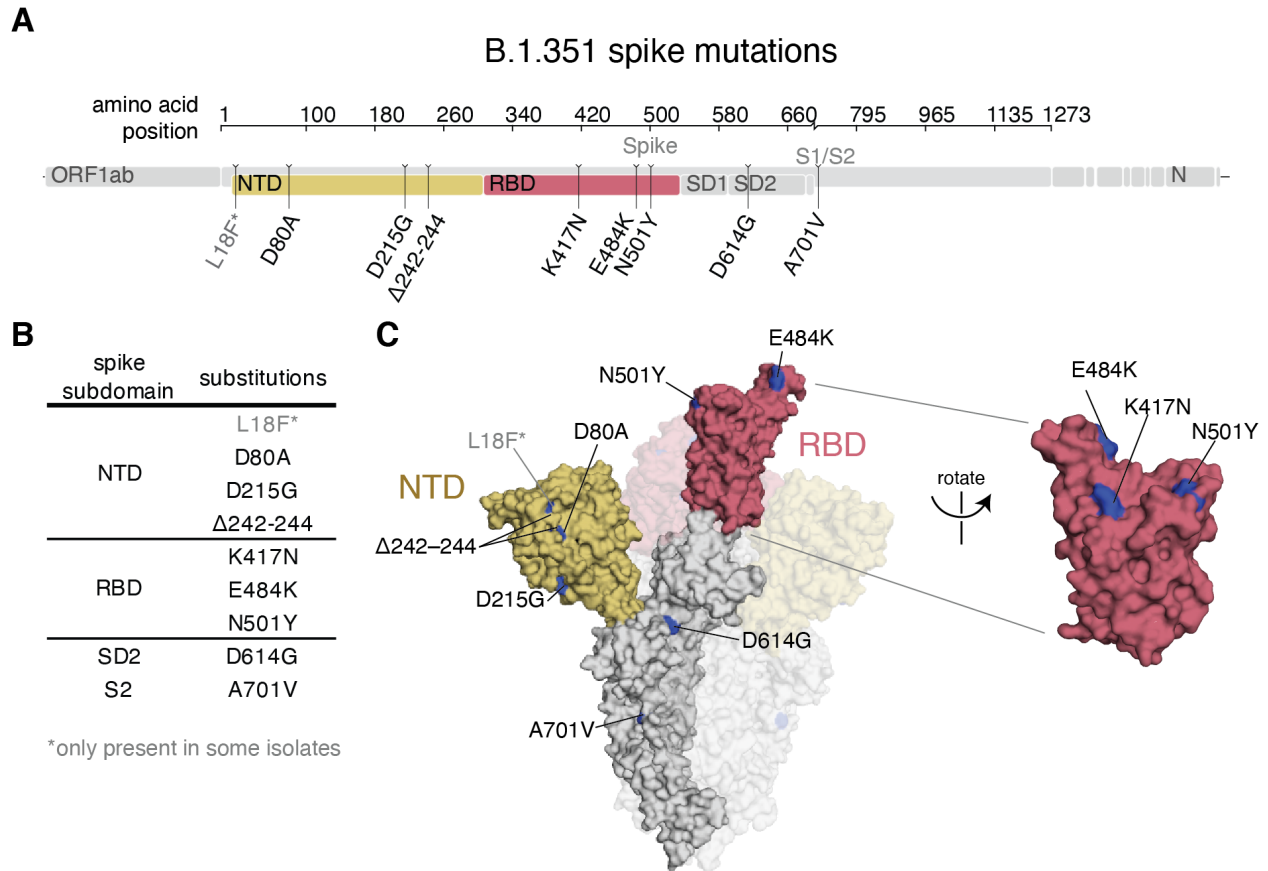 A
B.1.351 spike mutations
amino acid
position
1 100 180 260 340 420 500 580 660 795 965 1135 1273
Spike
S1/S2
ORF1ab
NTD
RBD
SD1
SD2
N
L18F*
D80A
D215G
Δ242-244
K417N
E484K
N501Y
D614G
A701V
B
spike
subdomain
substitutions
NTD
L18F*
D80A
D215G
Δ242-244
RBD
K417N
E484K
N501Y
SD2 D614G
S2 A701V
*only present in some isolates
C
E484K
N501Y
D80A
L18F*
NTD
RBD
Δ242–244
D215G
D614G
A701V
rotate
E484K
K417N
N501Y